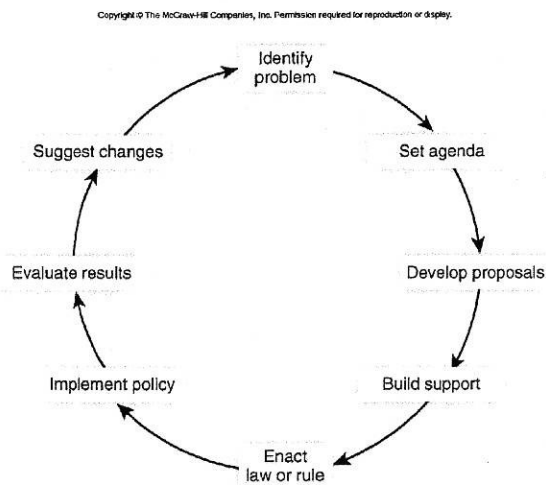 Copyright © The McGraw-Hill Companies, Inc. Permission required for reproduction or display.
Identify
problem
Set agenda
Develop proposals
Build support
Enact
law or rule
Implement policy
Evaluate results
Suggest changes